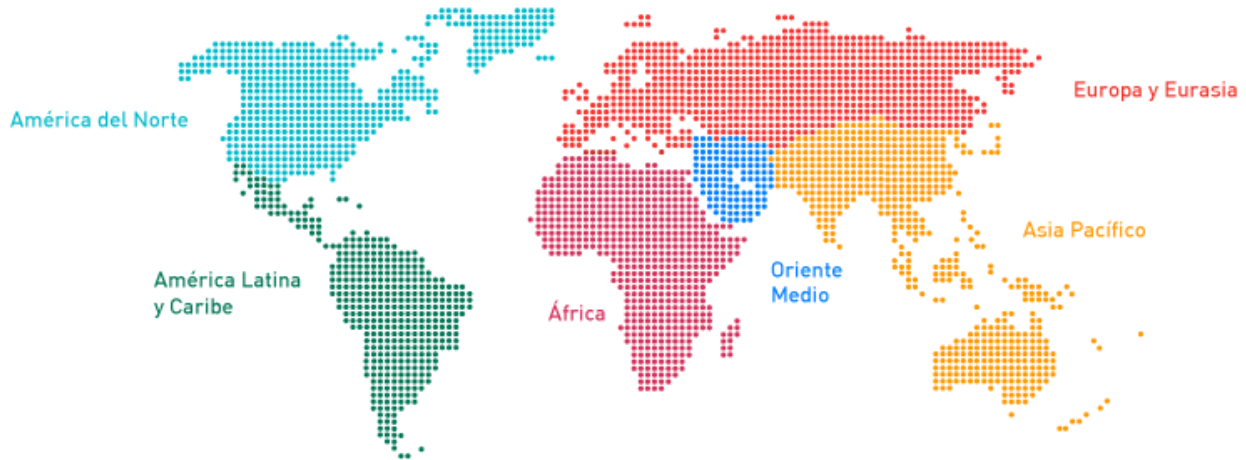 América del Norte
Europa y Eurasia
Asia Pacífico
América Latina
y Caribe
África
Oriente
Medio